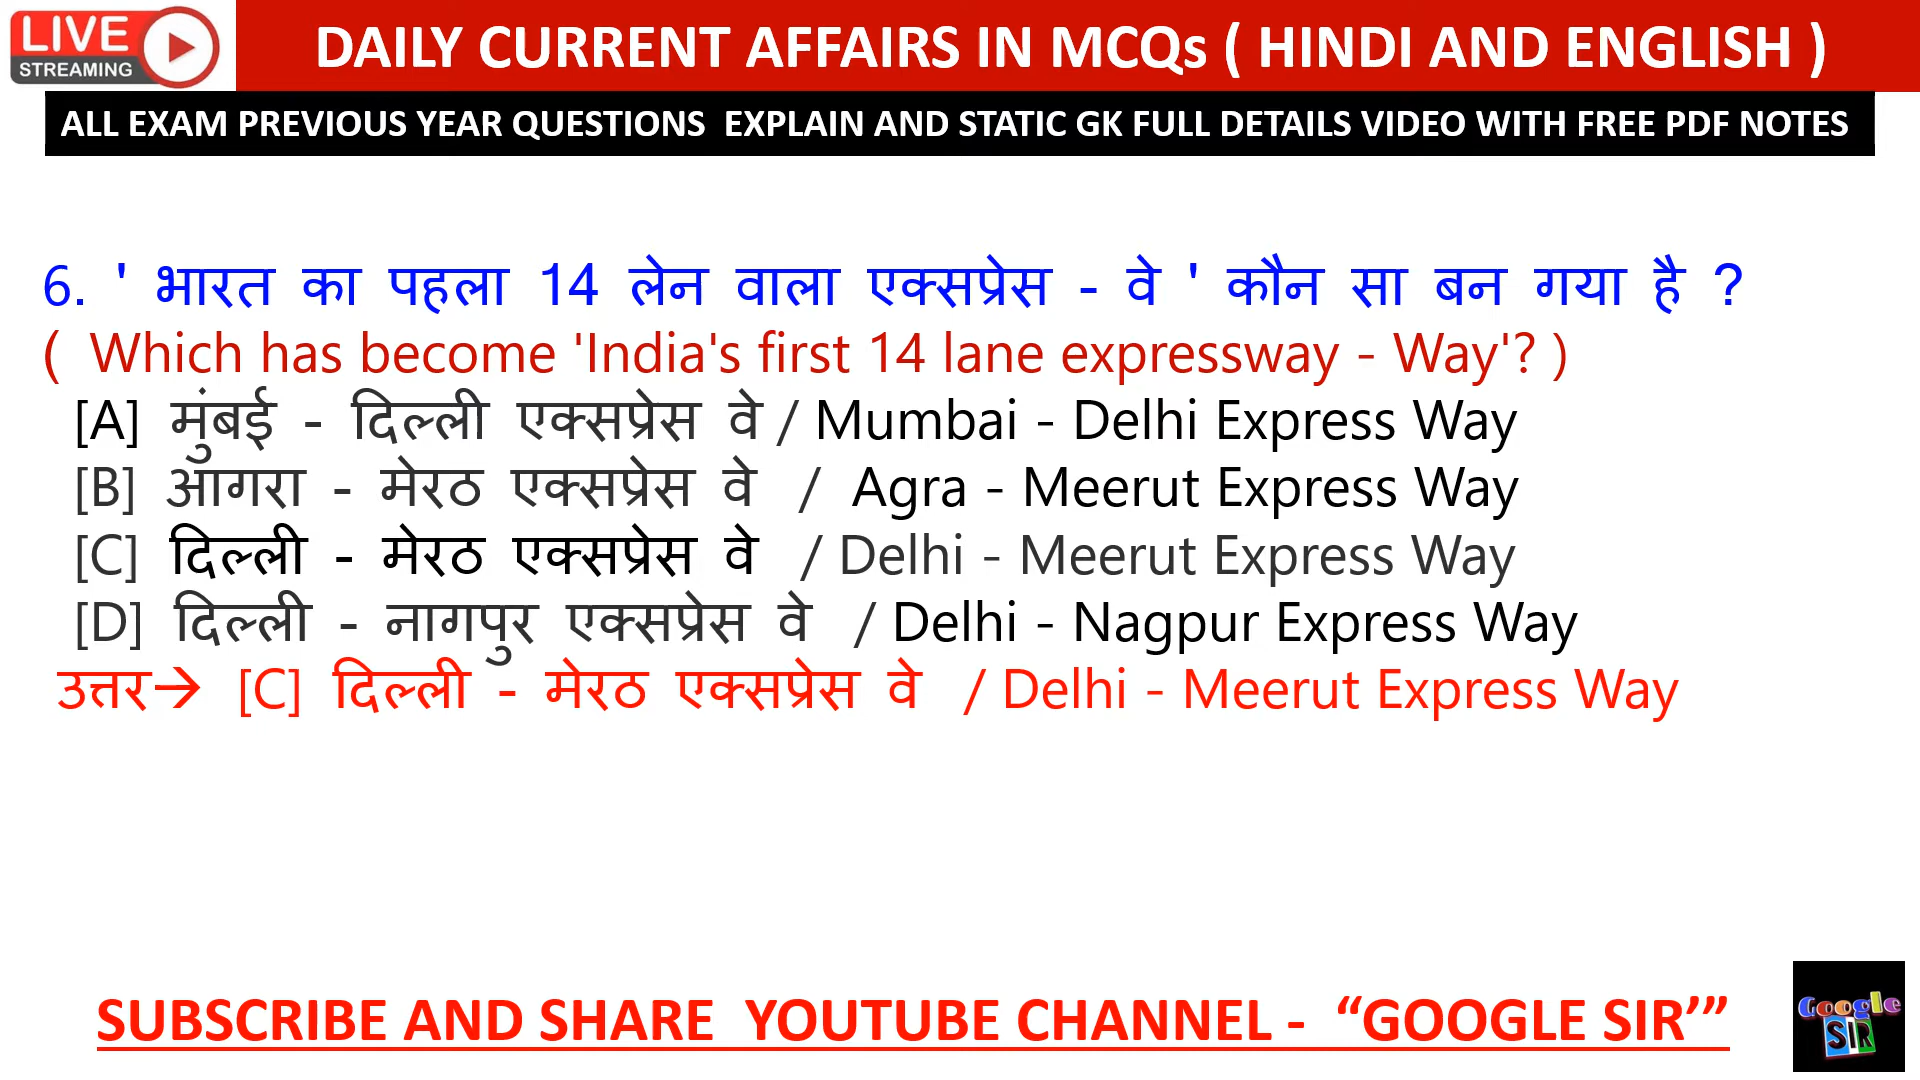 LIVE
STREAMING
DAILY CURRENT AFFAIRS IN MCQs ( HINDI AND ENGLISH )
ALL EXAM PREVIOUS YEAR QUESTIONS EXPLAIN AND STATIC GK FULL DETAILS VIDEO WITH FREE PDF NOTES
6. ' भारत का पहला 14 लेन वाला एक्सप्रेस - वे ' कौन सा बन गया है ?
( Which has become 'India's first 14 lane expressway - Way'? )
[A] मुंबई - दिल्ली एक्सप्रेस वे / Mumbai - Delhi Express Way
[B] आगरा - मेरठ एक्सप्रेस वे / Agra - Meerut Express Way
[C] दिल्ली - मेरठ एक्सप्रेस वे / Delhi - Meerut Express Way
[D] दिल्ली - नागपुर एक्सप्रेस वे / Delhi - Nagpur Express Way
उत्तर→ [C] दिल्ली - मेरठ एक्सप्रेस वे / Delhi - Meerut Express Way
SUBSCRIBE AND SHARE YOUTUBE CHANNEL - “GOOGLE SIR’”
Google
SIR